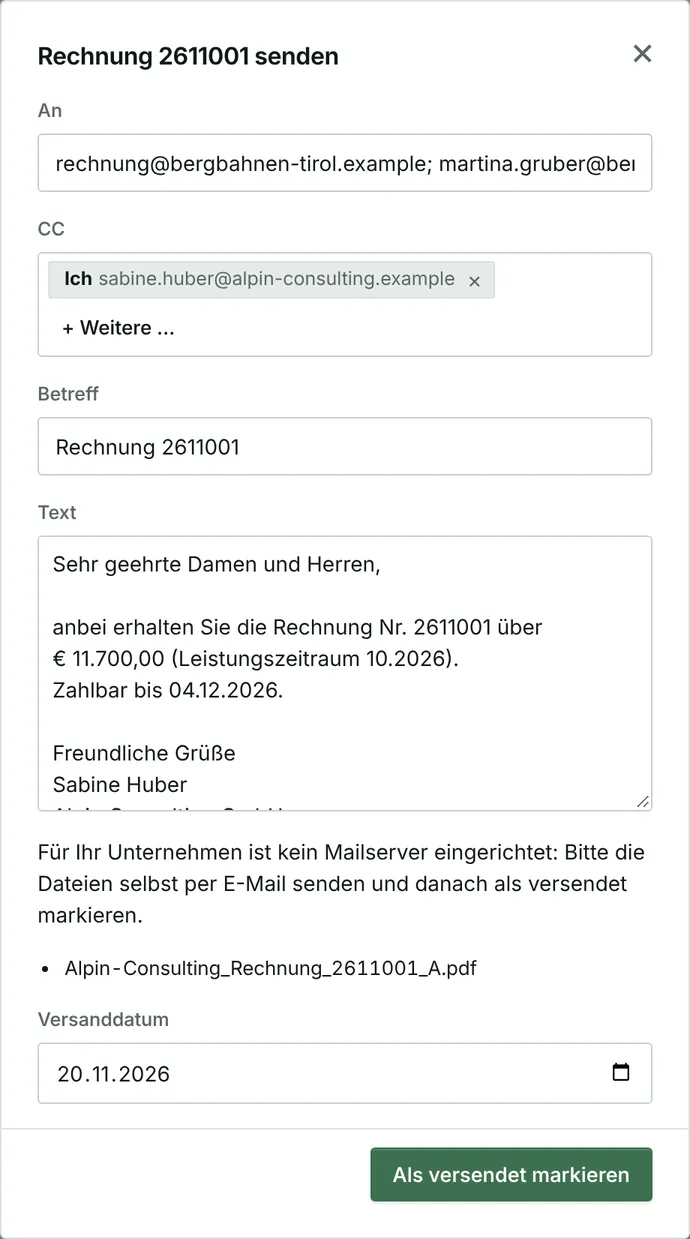 Rechnung 2611001 senden
An
rechnung@bergbahnen-tirol.example; martina.gruber@ber
CC
Ich sabine.huber@alpin-consulting.example ×
+ Weitere ...
Betreff
Rechnung 2611001
Text
Sehr geehrte Damen und Herren,
anbei erhalten Sie die Rechnung Nr. 2611001 über
€ 11.700,00 (Leistungszeitraum 10.2026).
Zahlbar bis 04.12.2026.
Freundliche Grüße
Sabine Huber
Für Ihr Unternehmen ist kein Mailserver eingerichtet: Bitte die
Dateien selbst per E-Mail senden und danach als versendet
markieren.
• Alpin-Consulting_Rechnung_2611001_A.pdf
Versanddatum
20.11.2026
Als versendet markieren